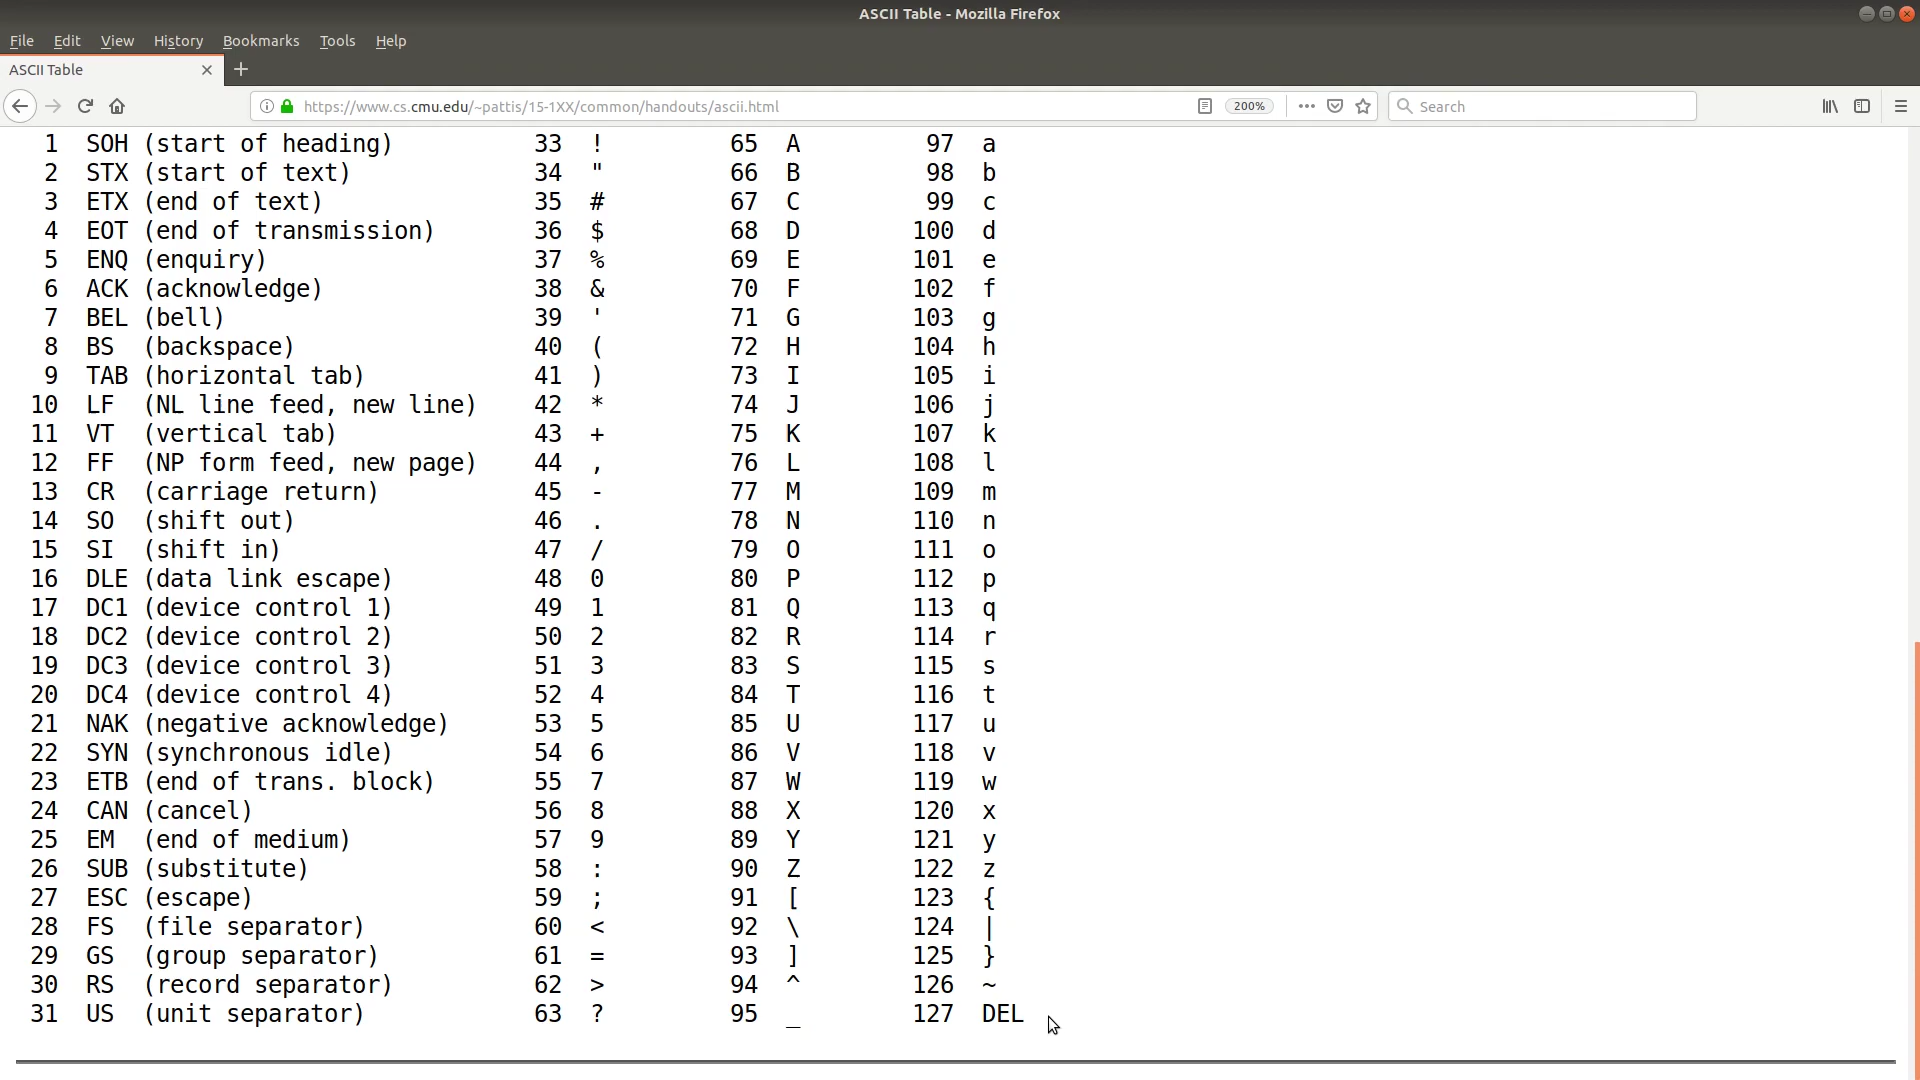 ASCII Table - Mozilla Firefox
File Edit View History Bookmarks Tools Help
ASCII Table
https://www.cs.cmu.edu/~pattis/15-1XX/common/handouts/ascii.html 200% Search
1 SOH (start of heading) 33 ! 65 A 97 a
2 STX (start of text) 34 " 66 B 98 b
3 ETX (end of text) 35 # 67 C 99 c
4 EOT (end of transmission) 36 $ 68 D 100 d
5 ENQ (enquiry) 37 % 69 E 101 e
6 ACK (acknowledge) 38 & 70 F 102 f
7 BEL (bell) 39 ' 71 G 103 g
8 BS (backspace) 40 ( 72 H 104 h
9 TAB (horizontal tab) 41 ) 73 I 105 i
10 LF (NL line feed, new line) 42 * 74 J 106 j
11 VT (vertical tab) 43 + 75 K 107 k
12 FF (NP form feed, new page) 44 , 76 L 108 l
13 CR (carriage return) 45 - 77 M 109 m
14 SO (shift out) 46 . 78 N 110 n
15 SI (shift in) 47 / 79 O 111 o
16 DLE (data link escape) 48 0 80 P 112 p
17 DC1 (device control 1) 49 1 81 Q 113 q
18 DC2 (device control 2) 50 2 82 R 114 r
19 DC3 (device control 3) 51 3 83 S 115 s
20 DC4 (device control 4) 52 4 84 T 116 t
21 NAK (negative acknowledge) 53 5 85 U 117 u
22 SYN (synchronous idle) 54 6 86 V 118 v
23 ETB (end of trans. block) 55 7 87 W 119 w
24 CAN (cancel) 56 8 88 X 120 x
25 EM (end of medium) 57 9 89 Y 121 y
26 SUB (substitute) 58 : 90 Z 122 z
27 ESC (escape) 59 ; 91 [ 123 {
28 FS (file separator) 60 < 92 \ 124 |
29 GS (group separator) 61 = 93 ] 125 }
30 RS (record separator) 62 > 94 ^ 126 ~
31 US (unit separator) 63 ? 95 _ 127 DEL